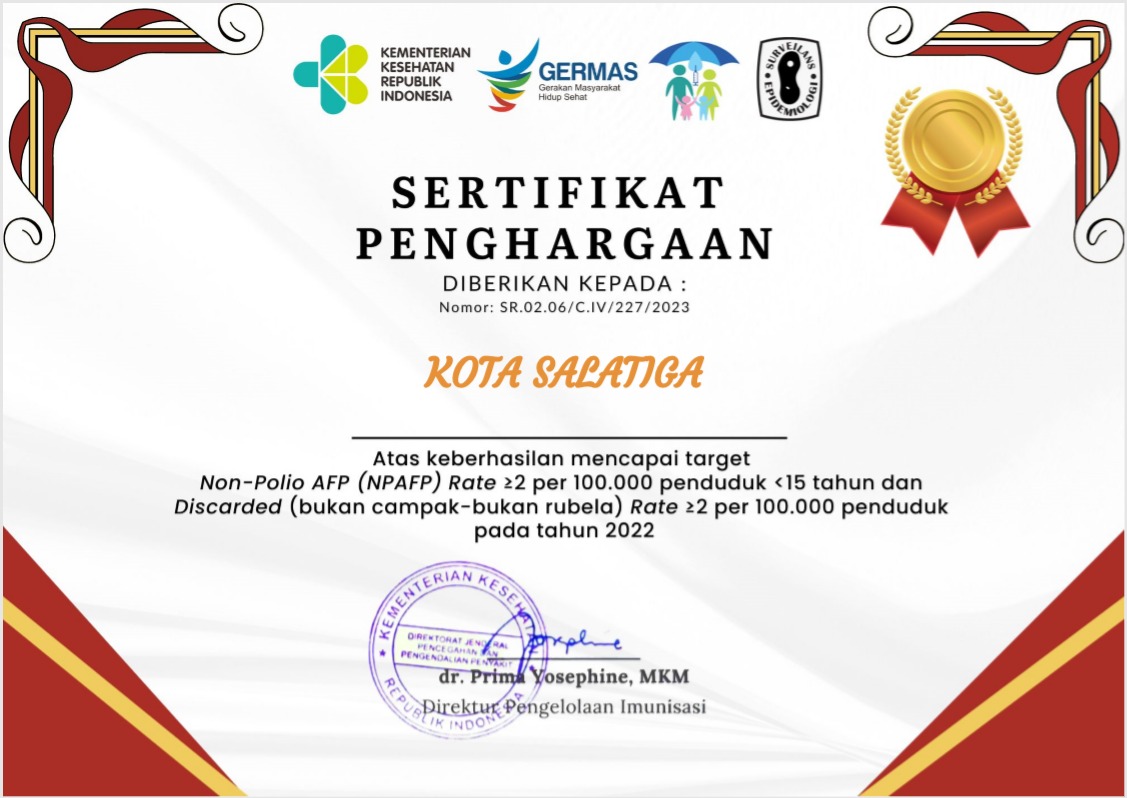 KEMENTERIAN
KESEHATAN
REPUBLIK
INDONESIA
GERMAS
Gerakan Masyarakat
Hidup Sehat
SURVEILANS
EPIDEMIOLOGI
SERTIFIKAT
PENGHARGAAN
DIBERIKAN KEPADA :
Nomor: SR.02.06/C.IV/227/2023
KOTA SALATIGA
Atas keberhasilan mencapai target
Non-Polio AFP (NPAFP) Rate ≥2 per 100.000 penduduk <15 tahun dan
Discarded (bukan campak-bukan rubela) Rate ≥2 per 100.000 penduduk
pada tahun 2022
KEMENTERIAN KESEHATAN
DIREKTORAT JENDERAL
PENCEGAHAN DAN
PENGENDALIAN PENYAKIT
REPUBLIK INDONESIA
Yosephine
dr. Prima Yosephine, MKM
Direktur Pengelolaan Imunisasi